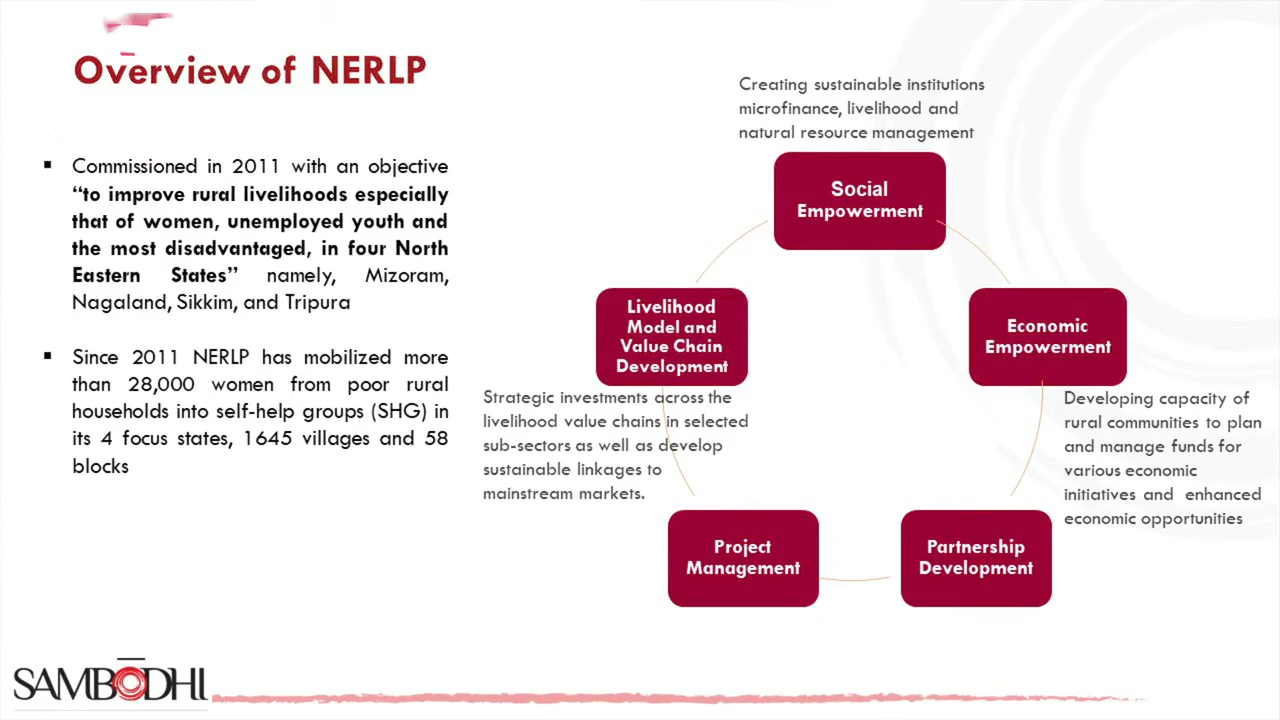 Overview of NERLP
▪ Commissioned in 2011 with an objective
“to improve rural livelihoods especially
that of women, unemployed youth and
the most disadvantaged, in four North
Eastern States” namely, Mizoram,
Nagaland, Sikkim, and Tripura
▪ Since 2011 NERLP has mobilized more
than 28,000 women from poor rural
households into self-help groups (SHG) in
its 4 focus states, 1645 villages and 58
blocks
Creating sustainable institutions
microfinance, livelihood and
natural resource management
Social
Empowerment
Economic
Empowerment
Developing capacity of
rural communities to plan
and manage funds for
various economic
initiatives and enhanced
economic opportunities
Partnership
Development
Project
Management
Livelihood
Model and
Value Chain
Development
Strategic investments across the
livelihood value chains in selected
sub-sectors as well as develop
sustainable linkages to
mainstream markets.
SAMBŌDHI